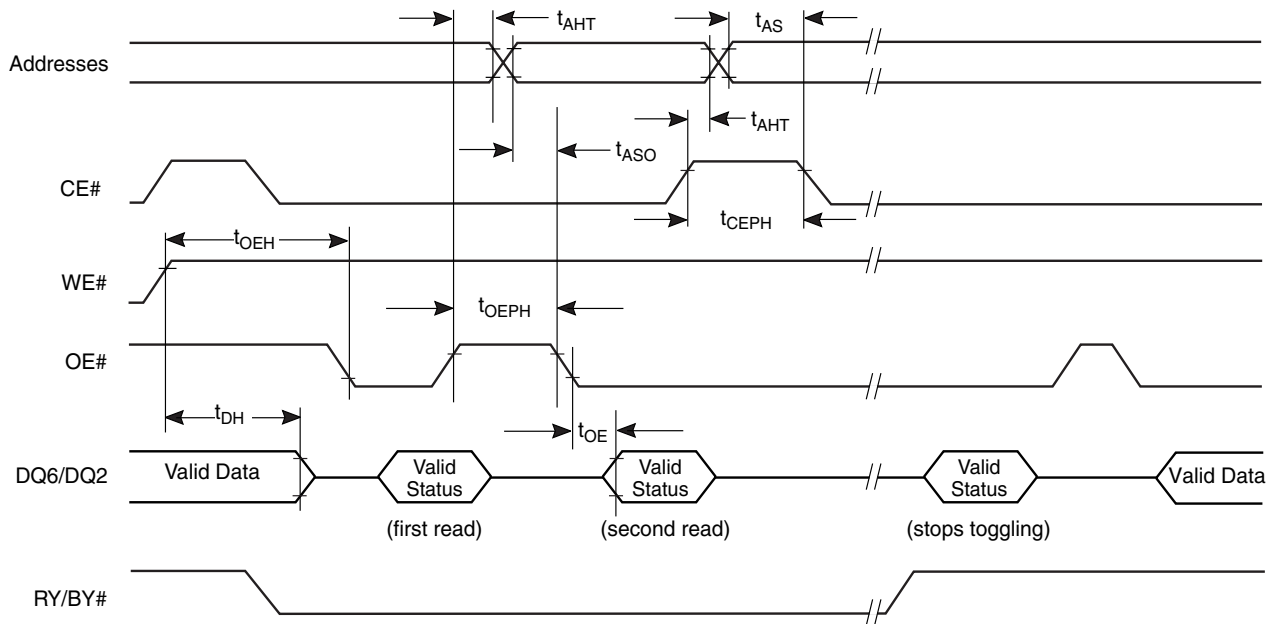 tAHT
tAS
Addresses
tAHT
tASO
CE#
tCEPH
tOEH
WE#
tOEPH
OE#
tDH
tOE
DQ6/DQ2
Valid Data
Valid
Status
Valid
Status
Valid
Status
Valid Data
(first read)
(second read)
(stops toggling)
RY/BY#